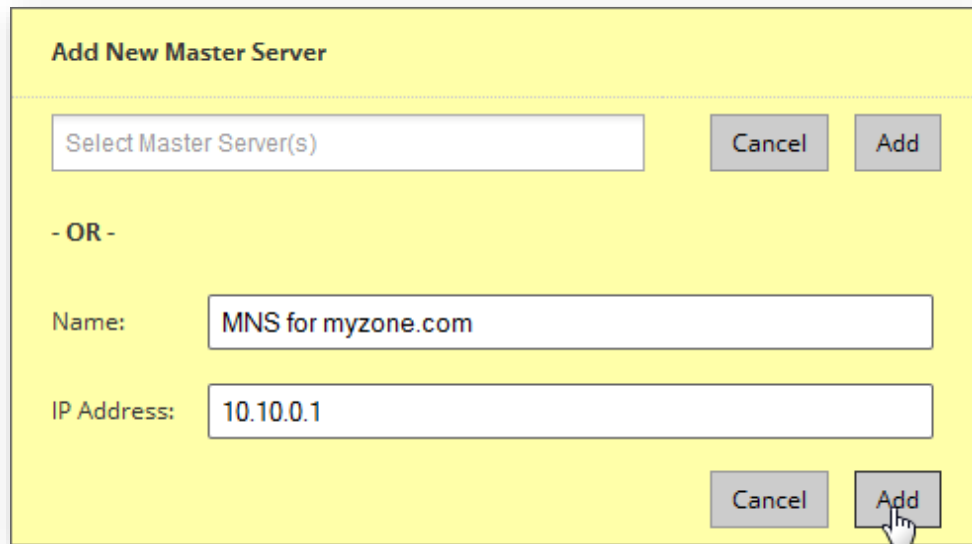 Add New Master Server
Select Master Server(s) Cancel Add
- OR -
Name: MNS for myzone.com
IP Address: 10.10.0.1
Cancel Add